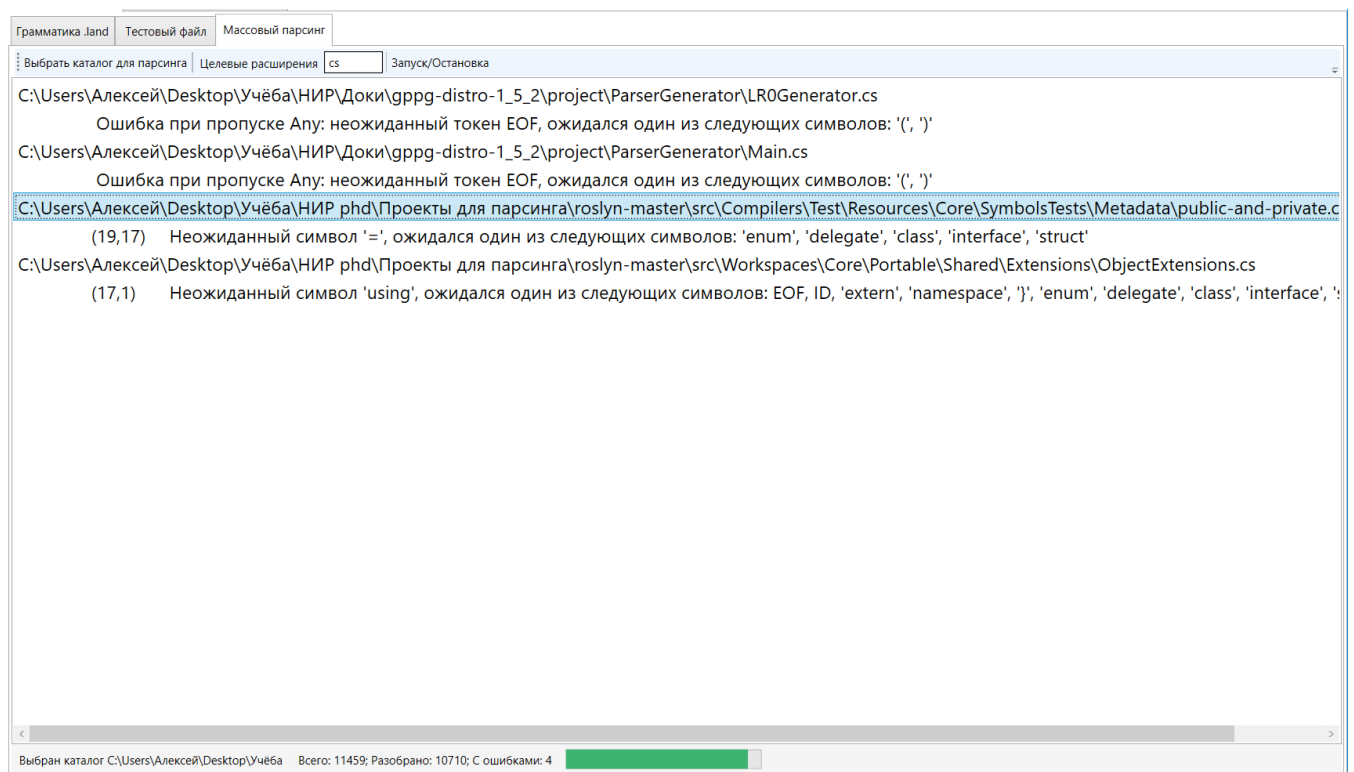 Грамматика .land Тестовый файл Массовый парсинг
Выбрать каталог для парсинга Целевые расширения cs Запуск/Остановка
C:\Users\Алексей\Desktop\Учёба\НИР\Доки\gppg-distro-1_5_2\project\ParserGenerator\LR0Generator.cs
Ошибка при пропуске Any: неожиданный токен EOF, ожидался один из следующих символов: '(', ')'
C:\Users\Алексей\Desktop\Учёба\НИР\Доки\gppg-distro-1_5_2\project\ParserGenerator\Main.cs
Ошибка при пропуске Any: неожиданный токен EOF, ожидался один из следующих символов: '(', ')'
C:\Users\Алексей\Desktop\Учёба\НИР phd\Проекты для парсинга\roslyn-master\src\Compilers\Test\Resources\Core\SymbolsTests\Metadata\public-and-private.c
(19,17) Неожиданный символ '=', ожидался один из следующих символов: 'enum', 'delegate', 'class', 'interface', 'struct'
C:\Users\Алексей\Desktop\Учёба\НИР phd\Проекты для парсинга\roslyn-master\src\Workspaces\Core\Portable\Shared\Extensions\ObjectExtensions.cs
(17,1) Неожиданный символ 'using', ожидался один из следующих символов: EOF, ID, 'extern', 'namespace', '}', 'enum', 'delegate', 'class', 'interface', 's
Выбран каталог C:\Users\Алексей\Desktop\Учёба Всего: 11459; Разобрано: 10710; С ошибками: 4